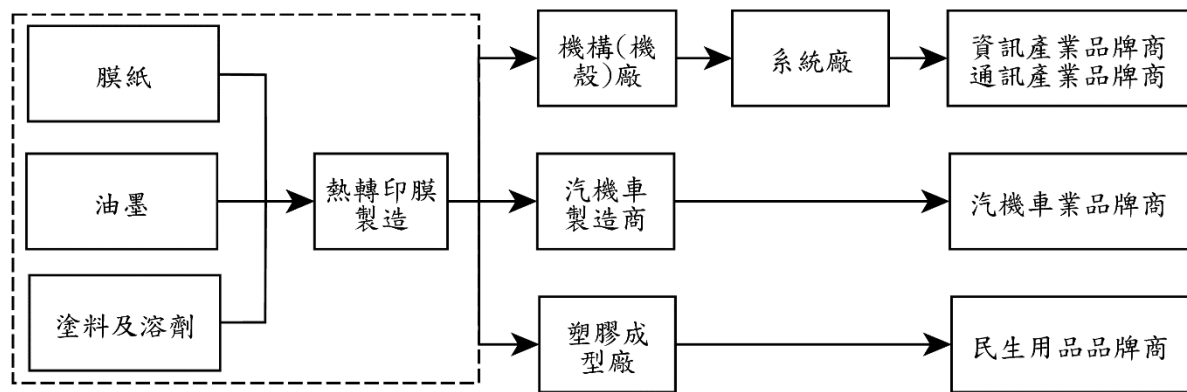 膜紙
油墨
塗料及溶劑
熱轉印膜
製造
機構(機
殼)廠
系統廠
資訊產業品牌商
通訊產業品牌商
汽機車
製造商
汽機車業品牌商
塑膠成
型廠
民生用品品牌商